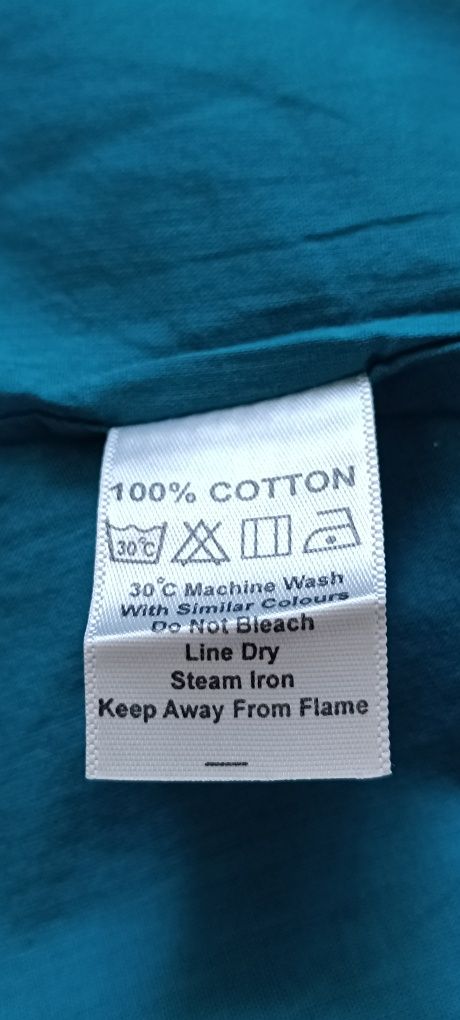 100% COTTON
30°C
30°C Machine Wash
With Similar Colours
Do Not Bleach
Line Dry
Steam Iron
Keep Away From Flame